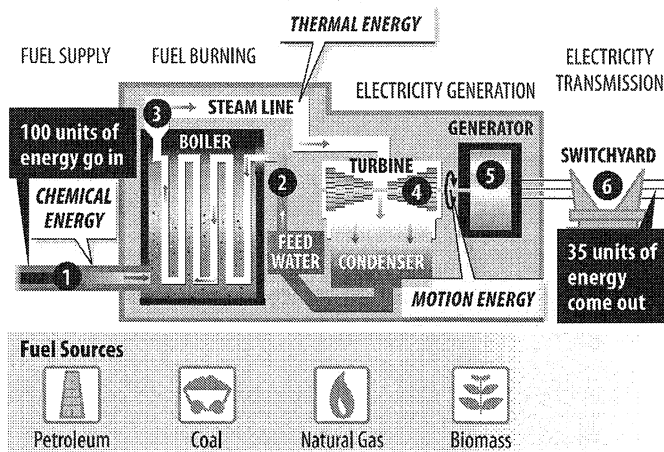 THERMAL ENERGY
FUEL SUPPLY
FUEL BURNING
ELECTRICITY
TRANSMISSION
ELECTRICITY GENERATION
3
STEAM LINE
100 units of
energy go in
BOILER
GENERATOR
TURBINE
SWITCHYARD
CHEMICAL
ENERGY
2
4
5
6
FEED
WATER
CONDENSER
35 units of
energy
come out
1
MOTION ENERGY
Fuel Sources
Petroleum
Coal
Natural Gas
Biomass